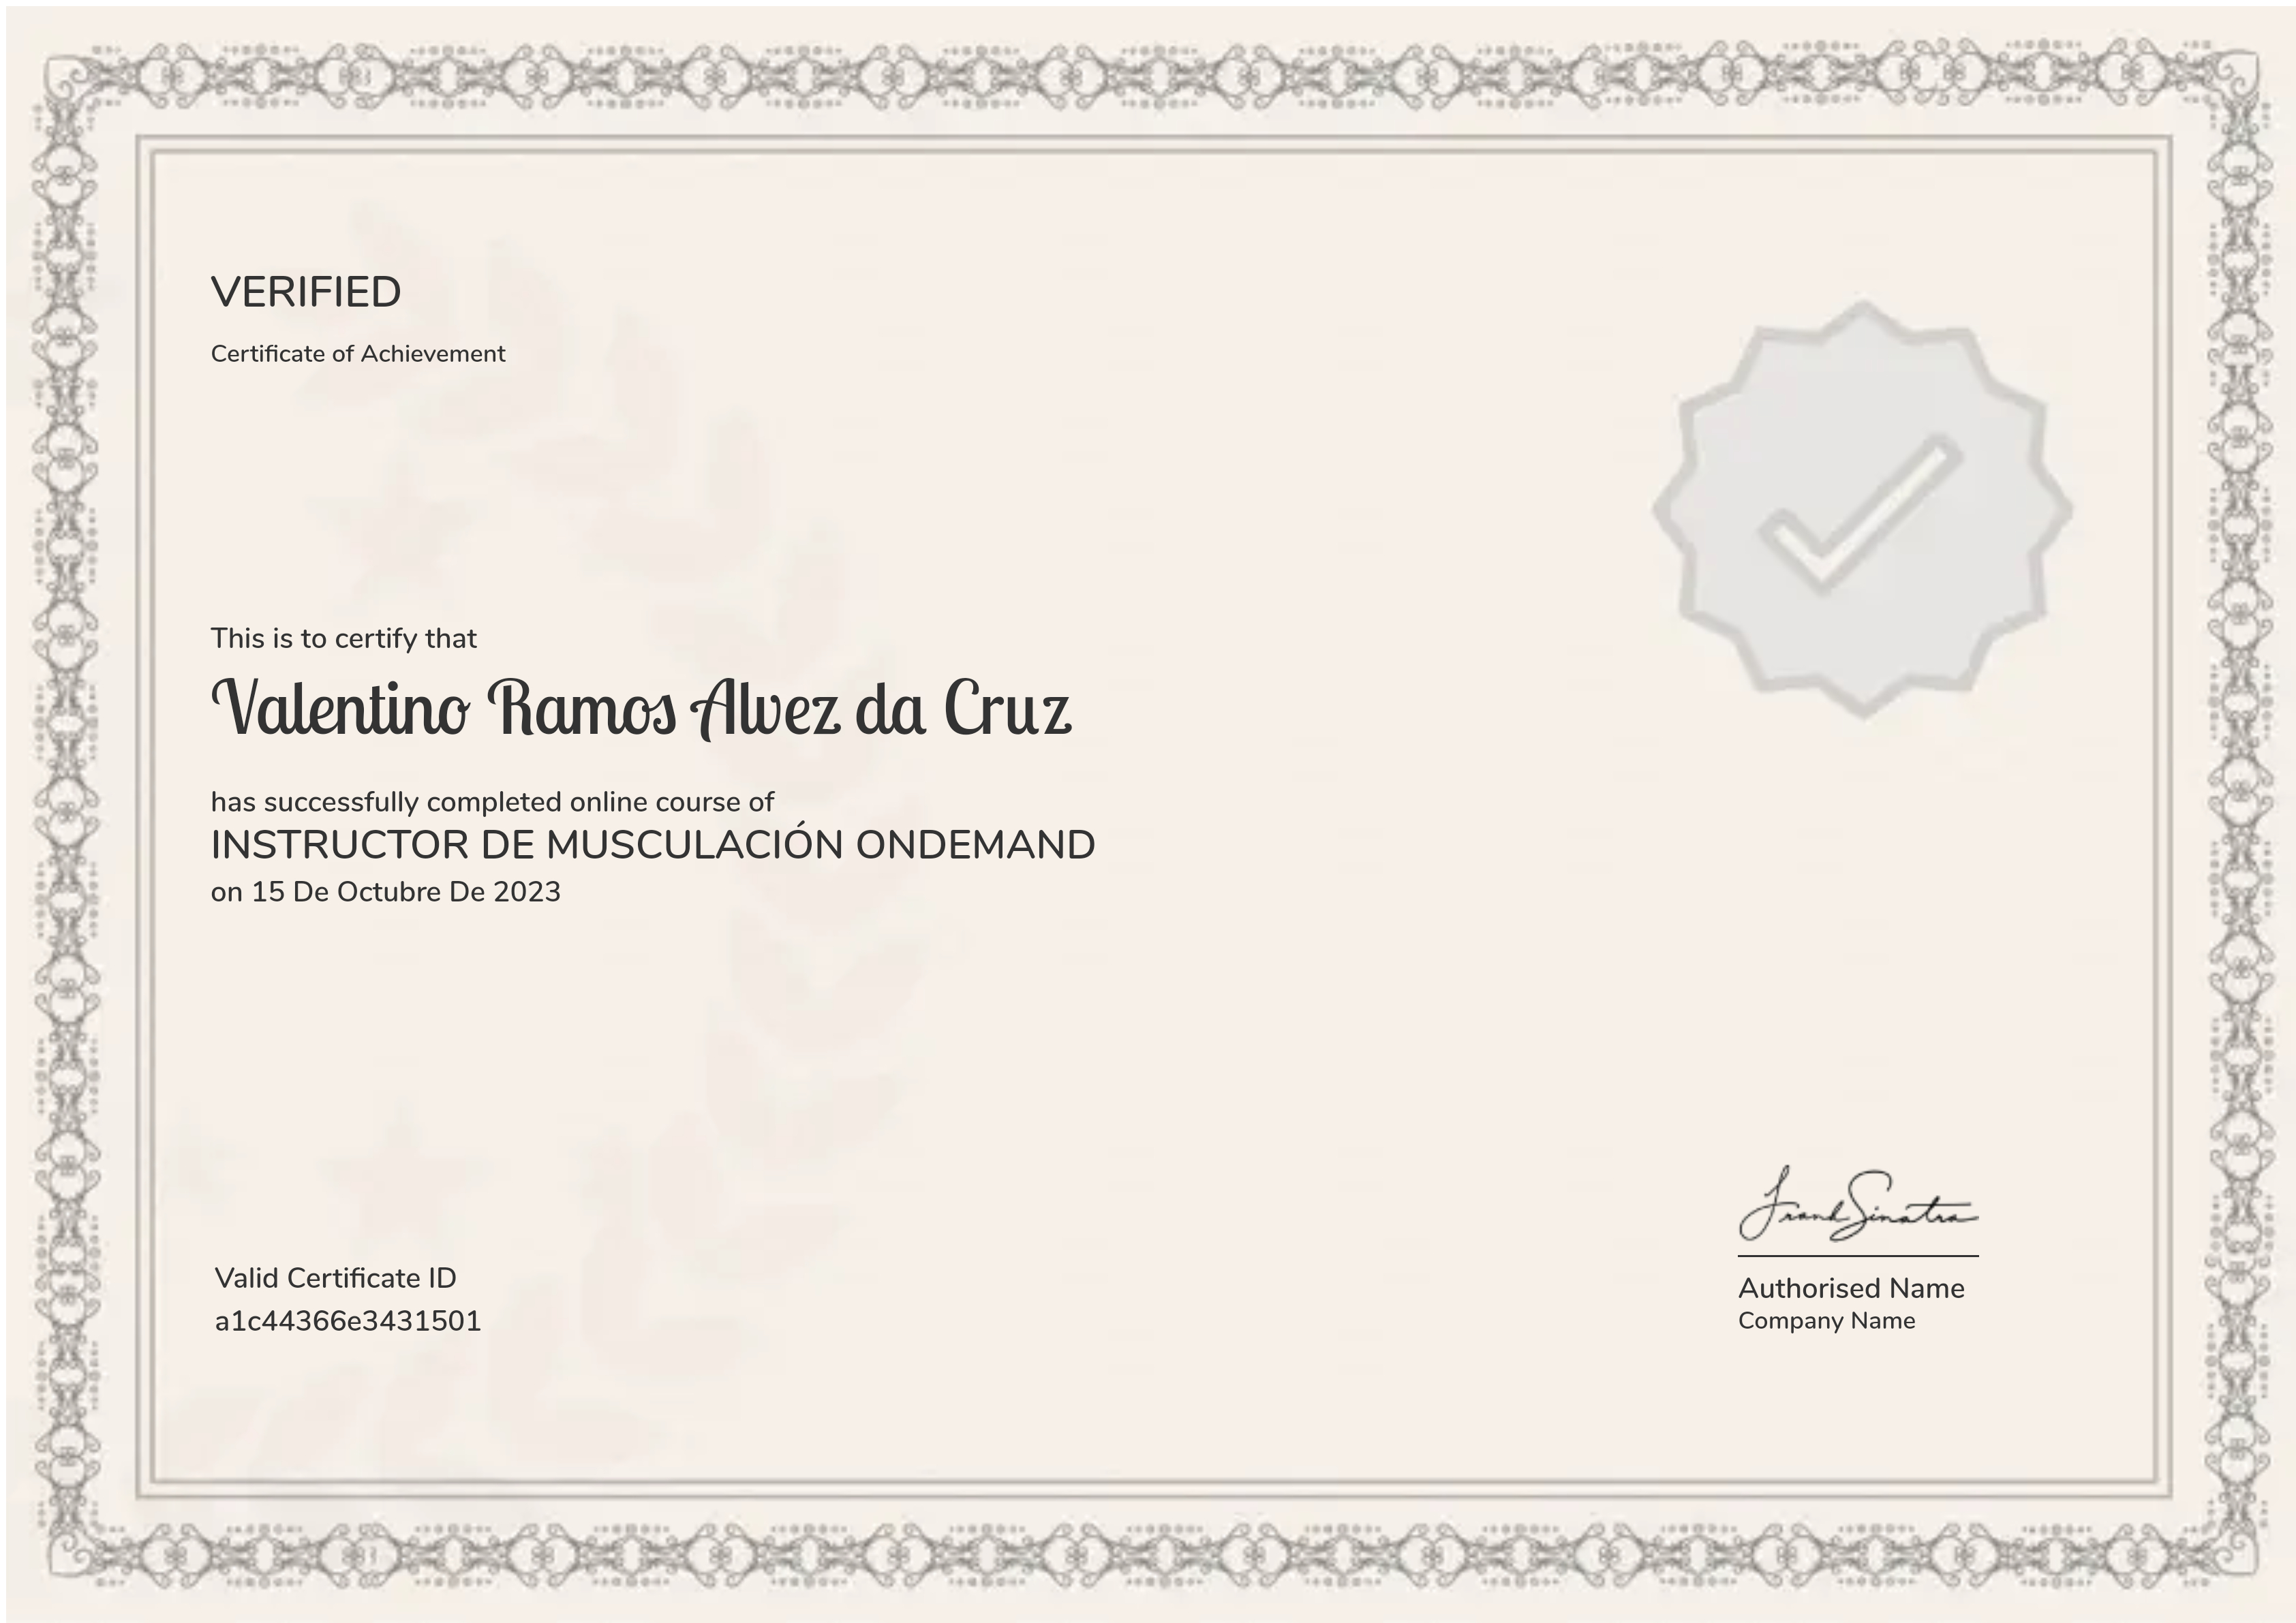 VERIFIED
Certificate of Achievement
This is to certify that
Valentino Ramos Alvez da Cruz
has successfully completed online course of
INSTRUCTOR DE MUSCULACIÓN ONDEMAND
on 15 De Octubre De 2023
Frank Sinatra
Valid Certificate ID
a1c44366e3431501
Authorised Name
Company Name